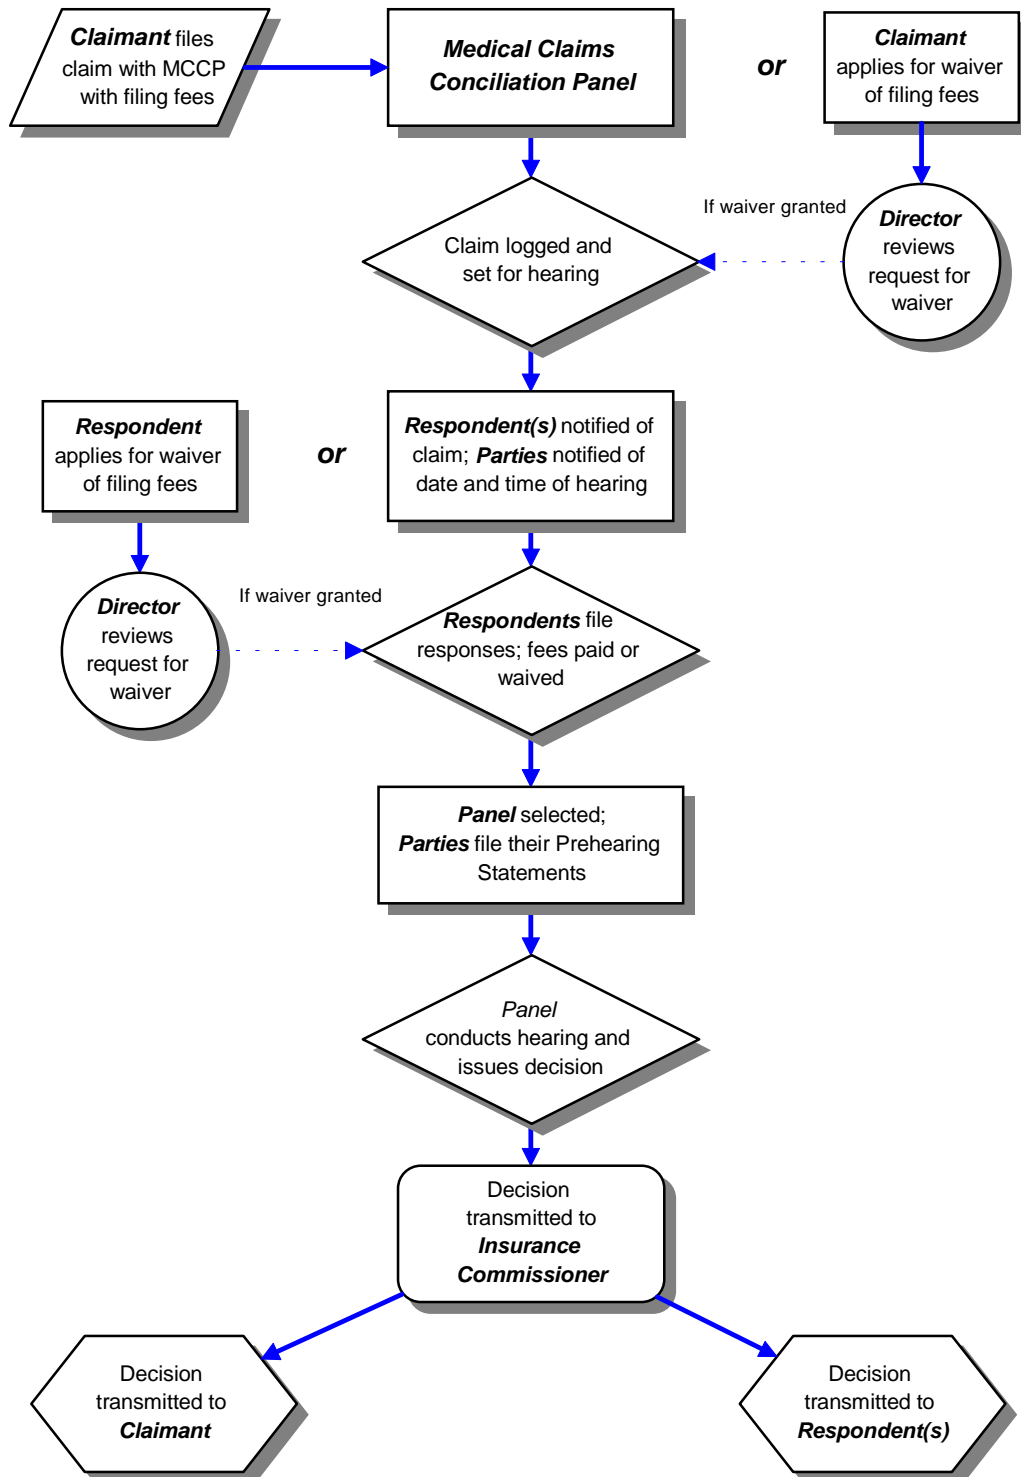 Claimant files
claim with MCCP
with filing fees
Medical Claims
Conciliation Panel
or
Claimant
applies for waiver
of filing fees
If waiver granted
Director
reviews
request for
waiver
Claim logged and
set for hearing
Respondent
applies for waiver
of filing fees
or
Respondent(s) notified of
claim; Parties notified of
date and time of hearing
Director
reviews
request for
waiver
If waiver granted
Respondents file
responses; fees paid or
waived
Panel selected;
Parties file their Prehearing
Statements
Panel
conducts hearing and
issues decision
Decision
transmitted to
Insurance
Commissioner
Decision
transmitted to
Claimant
Decision
transmitted to
Respondent(s)